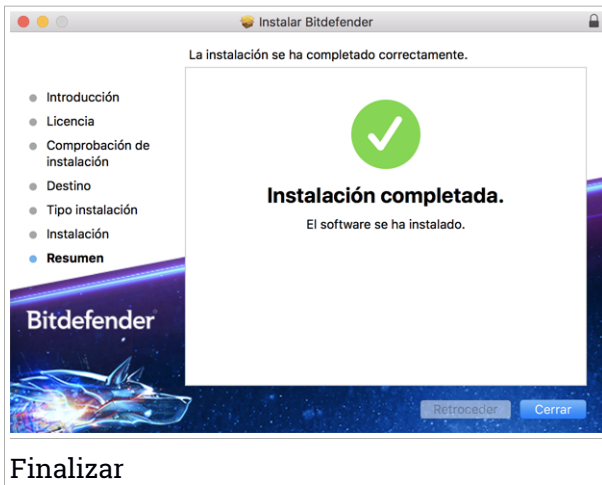 Instalar Bitdefender
La instalación se ha completado correctamente.
Introducción
Licencia
Comprobación de
instalación
Destino
Tipo instalación
Instalación
Resumen
Bitdefender
Instalación completada.
El software se ha instalado.
Retroceder
Cerrar
Finalizar